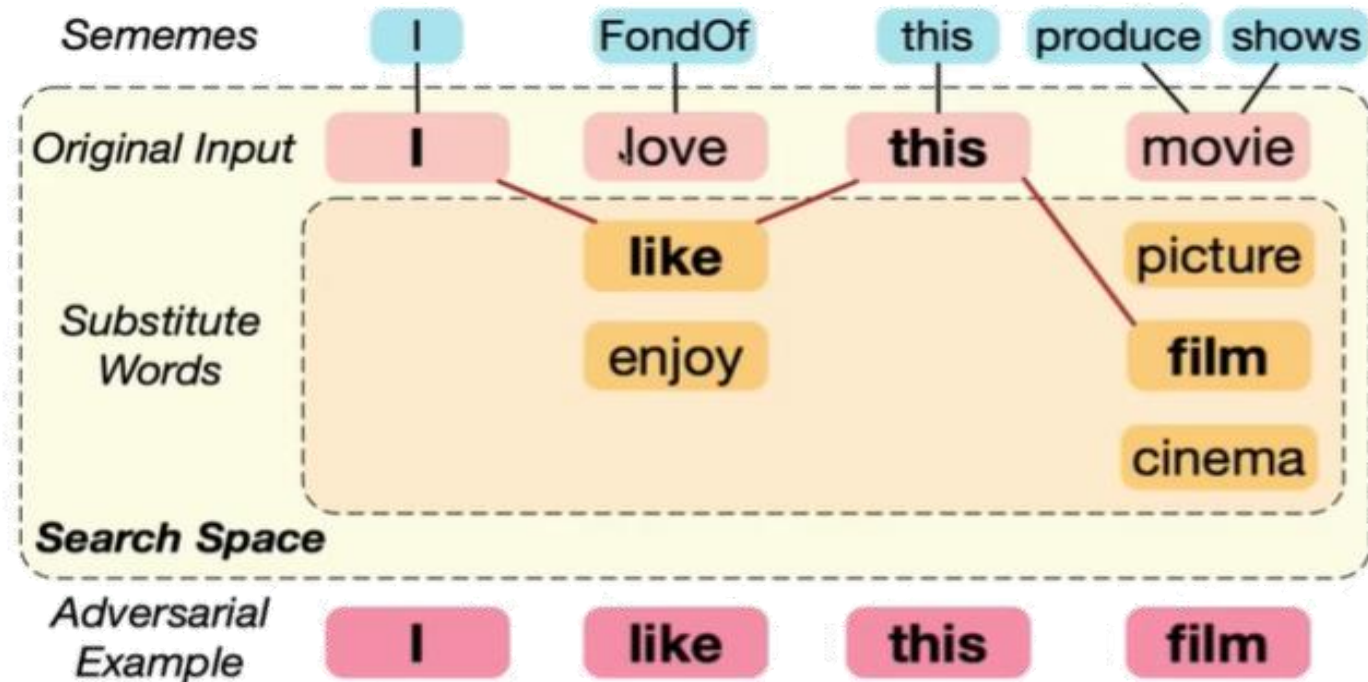 Sememes I FondOf this produce shows
Original Input I love this movie
like picture
Substitute
Words
enjoy film
cinema
Search Space
Adversarial
Example
I like this film